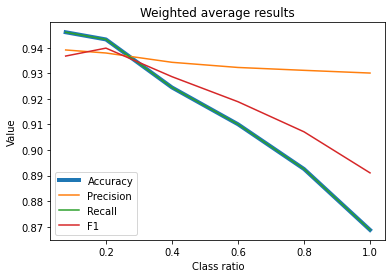 Weighted average results
Value
0.94
0.93
0.92
0.91
0.90
0.89
0.88
0.87
Accuracy
Precision
Recall
F1
0.2 0.4 0.6 0.8 1.0
Class ratio